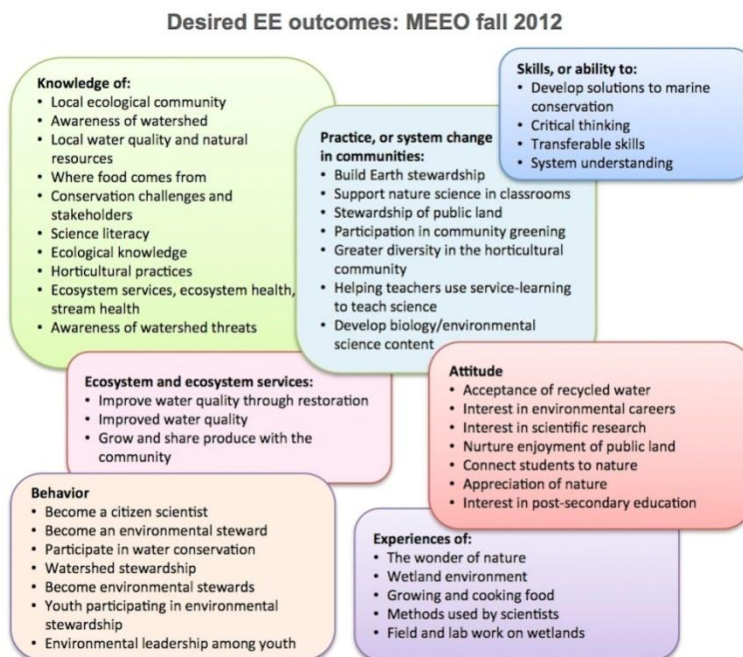 Desired EE outcomes: MEEO fall 2012
Knowledge of:
• Local ecological community
• Awareness of watershed
• Local water quality and natural
resources
• Where food comes from
• Conservation challenges and
stakeholders
• Science literacy
• Ecological knowledge
• Horticultural practices
• Ecosystem services, ecosystem health,
stream health
• Awareness of watershed threats
Practice, or system change
in communities:
• Build Earth stewardship
• Support nature science in classrooms
• Stewardship of public land
• Participation in community greening
• Greater diversity in the horticultural
community
• Helping teachers use service-learning
to teach science
• Develop biology/environmental
science content
Skills, or ability to:
• Develop solutions to marine
conservation
• Critical thinking
• Transferable skills
• System understanding
Ecosystem and ecosystem services:
• Improve water quality through restoration
• Improved water quality
• Grow and share produce with the
community
Attitude
• Acceptance of recycled water
• Interest in environmental careers
• Interest in scientific research
• Nurture enjoyment of public land
• Connect students to nature
• Appreciation of nature
• Interest in post-secondary education
Behavior
• Become a citizen scientist
• Become an environmental steward
• Participate in water conservation
• Watershed stewardship
• Become environmental stewards
• Youth participating in environmental
stewardship
• Environmental leadership among youth
Experiences of:
• The wonder of nature
• Wetland environment
• Growing and cooking food
• Methods used by scientists
• Field and lab work on wetlands